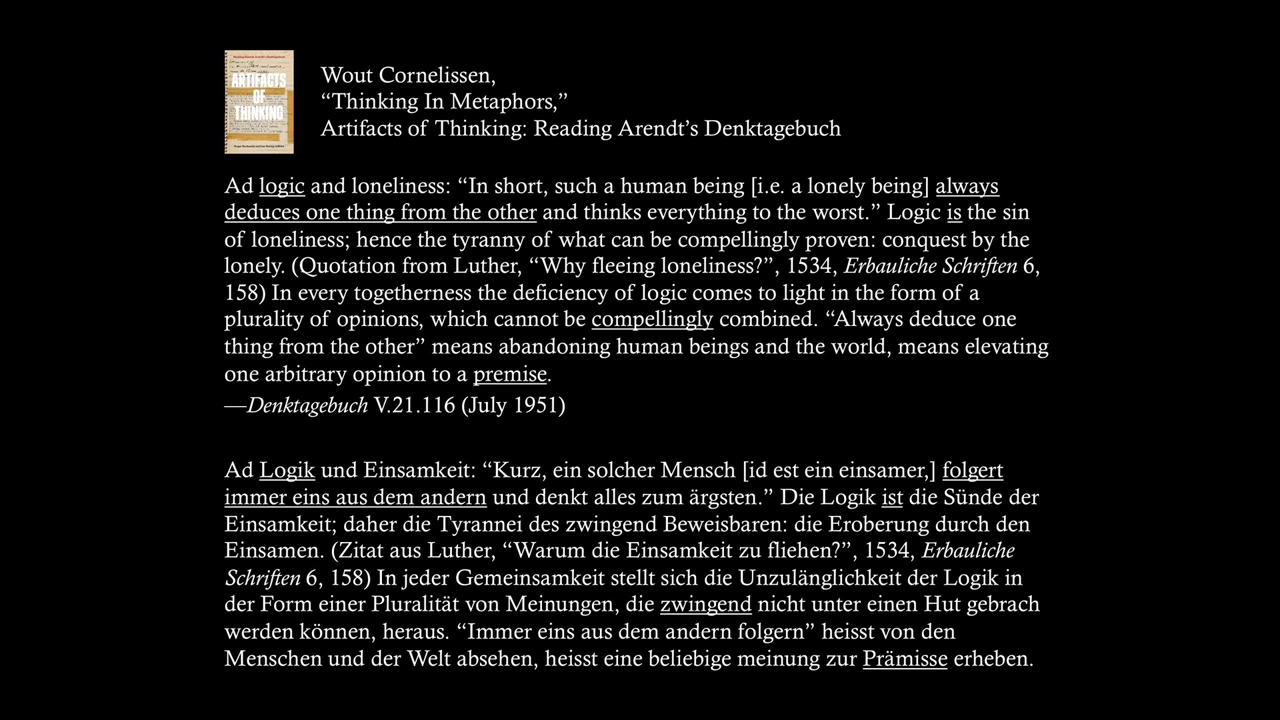 ARTIFACTS
OF
THINKING
Wout Cornelissen,
“Thinking In Metaphors,”
Artifacts of Thinking: Reading Arendt’s Denktagebuch
Ad logic and loneliness: “In short, such a human being [i.e. a lonely being] always
deduces one thing from the other and thinks everything to the worst.” Logic is the sin
of loneliness; hence the tyranny of what can be compellingly proven: conquest by the
lonely. (Quotation from Luther, “Why fleeing loneliness?”, 1534, Erbauliche Schriften 6,
158) In every togetherness the deficiency of logic comes to light in the form of a
plurality of opinions, which cannot be compellingly combined. “Always deduce one
thing from the other” means abandoning human beings and the world, means elevating
one arbitrary opinion to a premise.
—Denktagebuch V.21.116 (July 1951)
Ad Logik und Einsamkeit: “Kurz, ein solcher Mensch [id est ein einsamer,] folgert
immer eins aus dem andern und denkt alles zum ärgsten.” Die Logik ist die Sünde der
Einsamkeit; daher die Tyrannei des zwingend Beweisbaren: die Eroberung durch den
Einsamen. (Zitat aus Luther, “Warum die Einsamkeit zu fliehen?”, 1534, Erbauliche
Schriften 6, 158) In jeder Gemeinsamkeit stellt sich die Unzulänglichkeit der Logik in
der Form einer Pluralität von Meinungen, die zwingend nicht unter einen Hut gebrach
werden können, heraus. “Immer eins aus dem andern folgern” heisst von den
Menschen und der Welt absehen, heisst eine beliebige meinung zur Prämisse erheben.